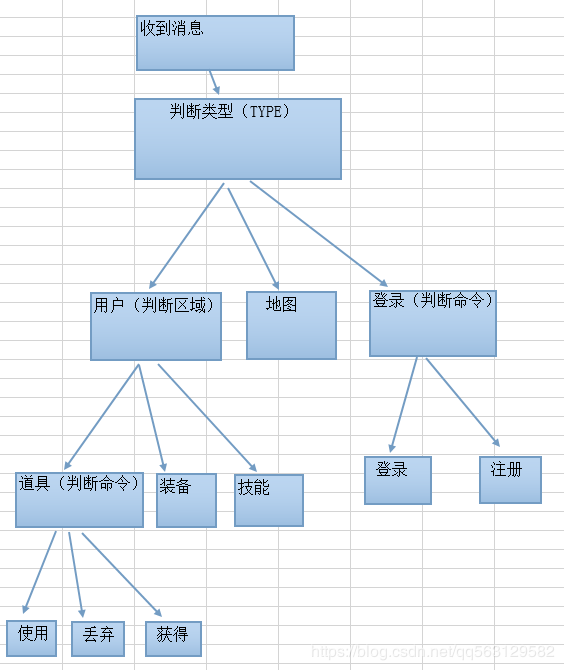 收到消息
判断类型（TYPE）
用户（判断区域）
地图
登录（判断命令）
道具（判断命令）
装备
技能
登录
注册
使用
丢弃
获得
https://blog.csdn.net/qq568129582